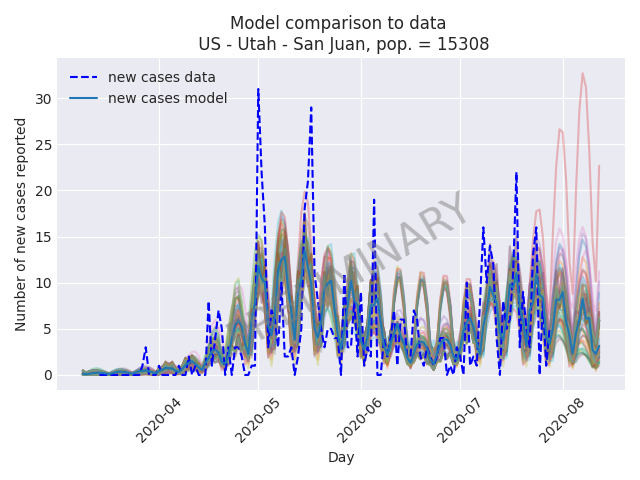 Model comparison to data
US - Utah - San Juan, pop. = 15308
new cases data
new cases model
Number of new cases reported
30
25
20
15
10
5
0
PRELIMINARY
2020-04
2020-05
2020-06
2020-07
2020-08
Day